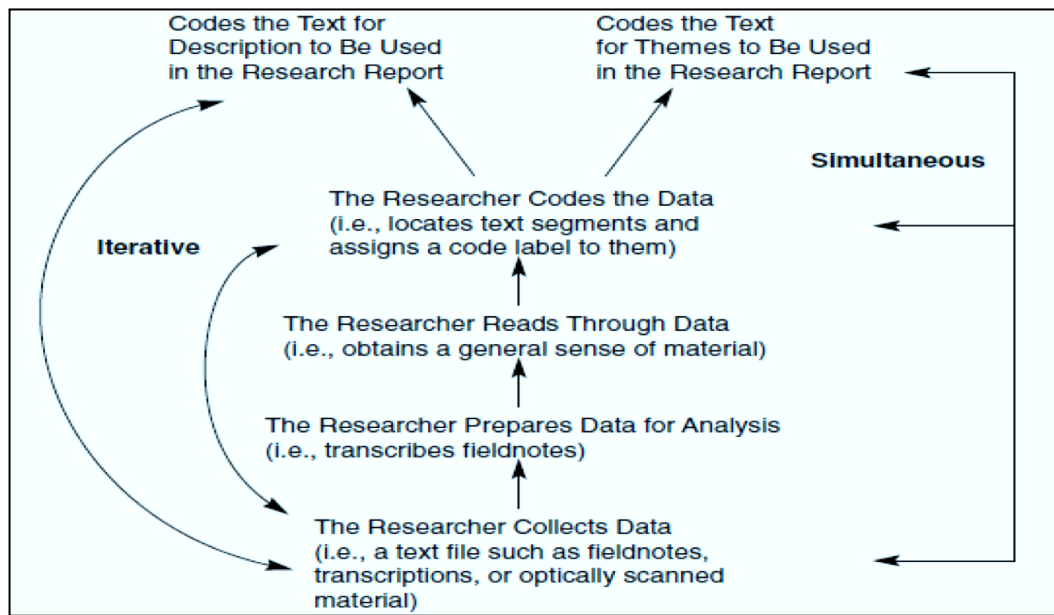 Codes the Text for
Description to Be Used
in the Research Report
Codes the Text
for Themes to Be Used
in the Research Report
Simultaneous
The Researcher Codes the Data
(i.e., locates text segments and
assigns a code label to them)
Iterative
The Researcher Reads Through Data
(i.e., obtains a general sense of material)
The Researcher Prepares Data for Analysis
(i.e., transcribes fieldnotes)
The Researcher Collects Data
(i.e., a text file such as fieldnotes,
transcriptions, or optically scanned
material)